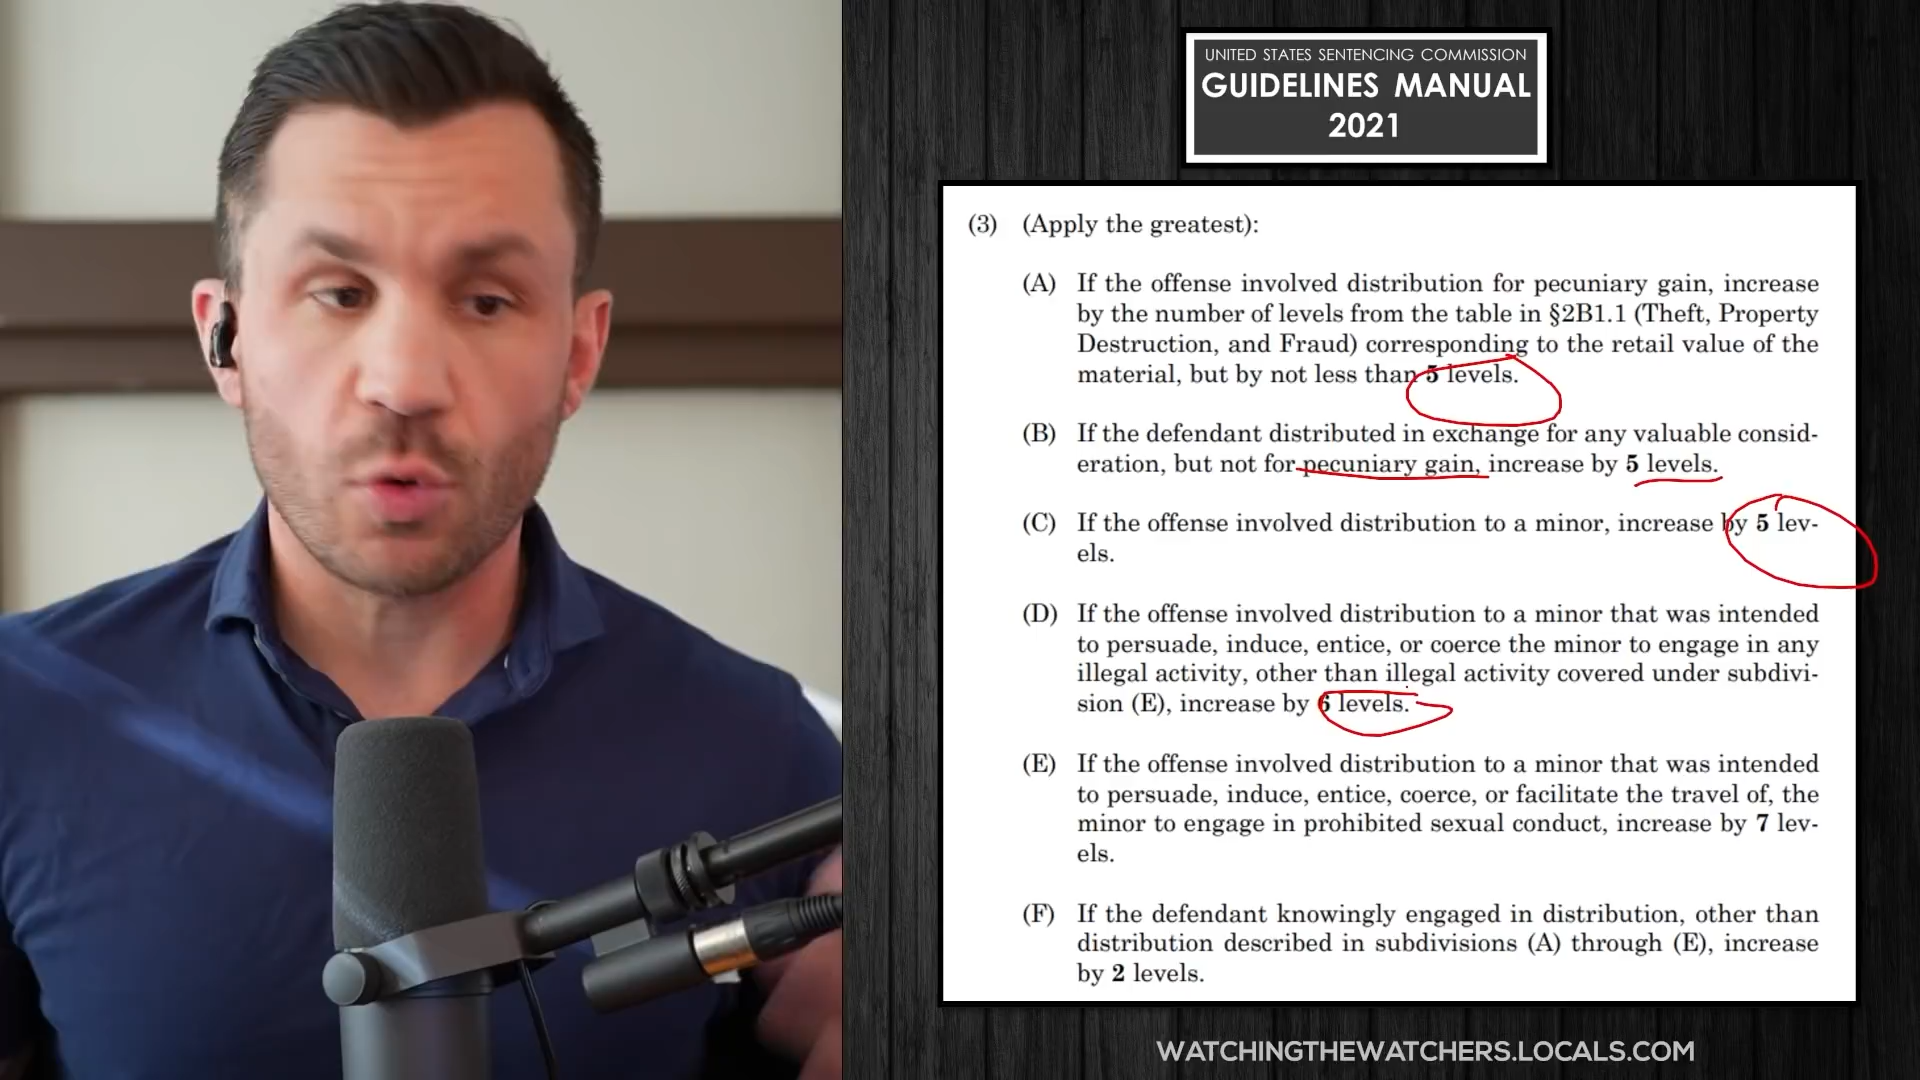 UNITED STATES SENTENCING COMMISSION
GUIDELINES MANUAL
2021
(3) (Apply the greatest):
(A) If the offense involved distribution for pecuniary gain, increase
by the number of levels from the table in §2B1.1 (Theft, Property
Destruction, and Fraud) corresponding to the retail value of the
material, but by not less than 5 levels.
(B) If the defendant distributed in exchange for any valuable consid-
eration, but not for pecuniary gain, increase by 5 levels.
(C) If the offense involved distribution to a minor, increase by 5 lev-
els.
(D) If the offense involved distribution to a minor that was intended
to persuade, induce, entice, or coerce the minor to engage in any
illegal activity, other than illegal activity covered under subdivi-
sion (E), increase by 6 levels.
(E) If the offense involved distribution to a minor that was intended
to persuade, induce, entice, coerce, or facilitate the travel of, the
minor to engage in prohibited sexual conduct, increase by 7 lev-
els.
(F) If the defendant knowingly engaged in distribution, other than
distribution described in subdivisions (A) through (E), increase
by 2 levels.
WATCHINGTHEWATCHERS.LOCALS.COM